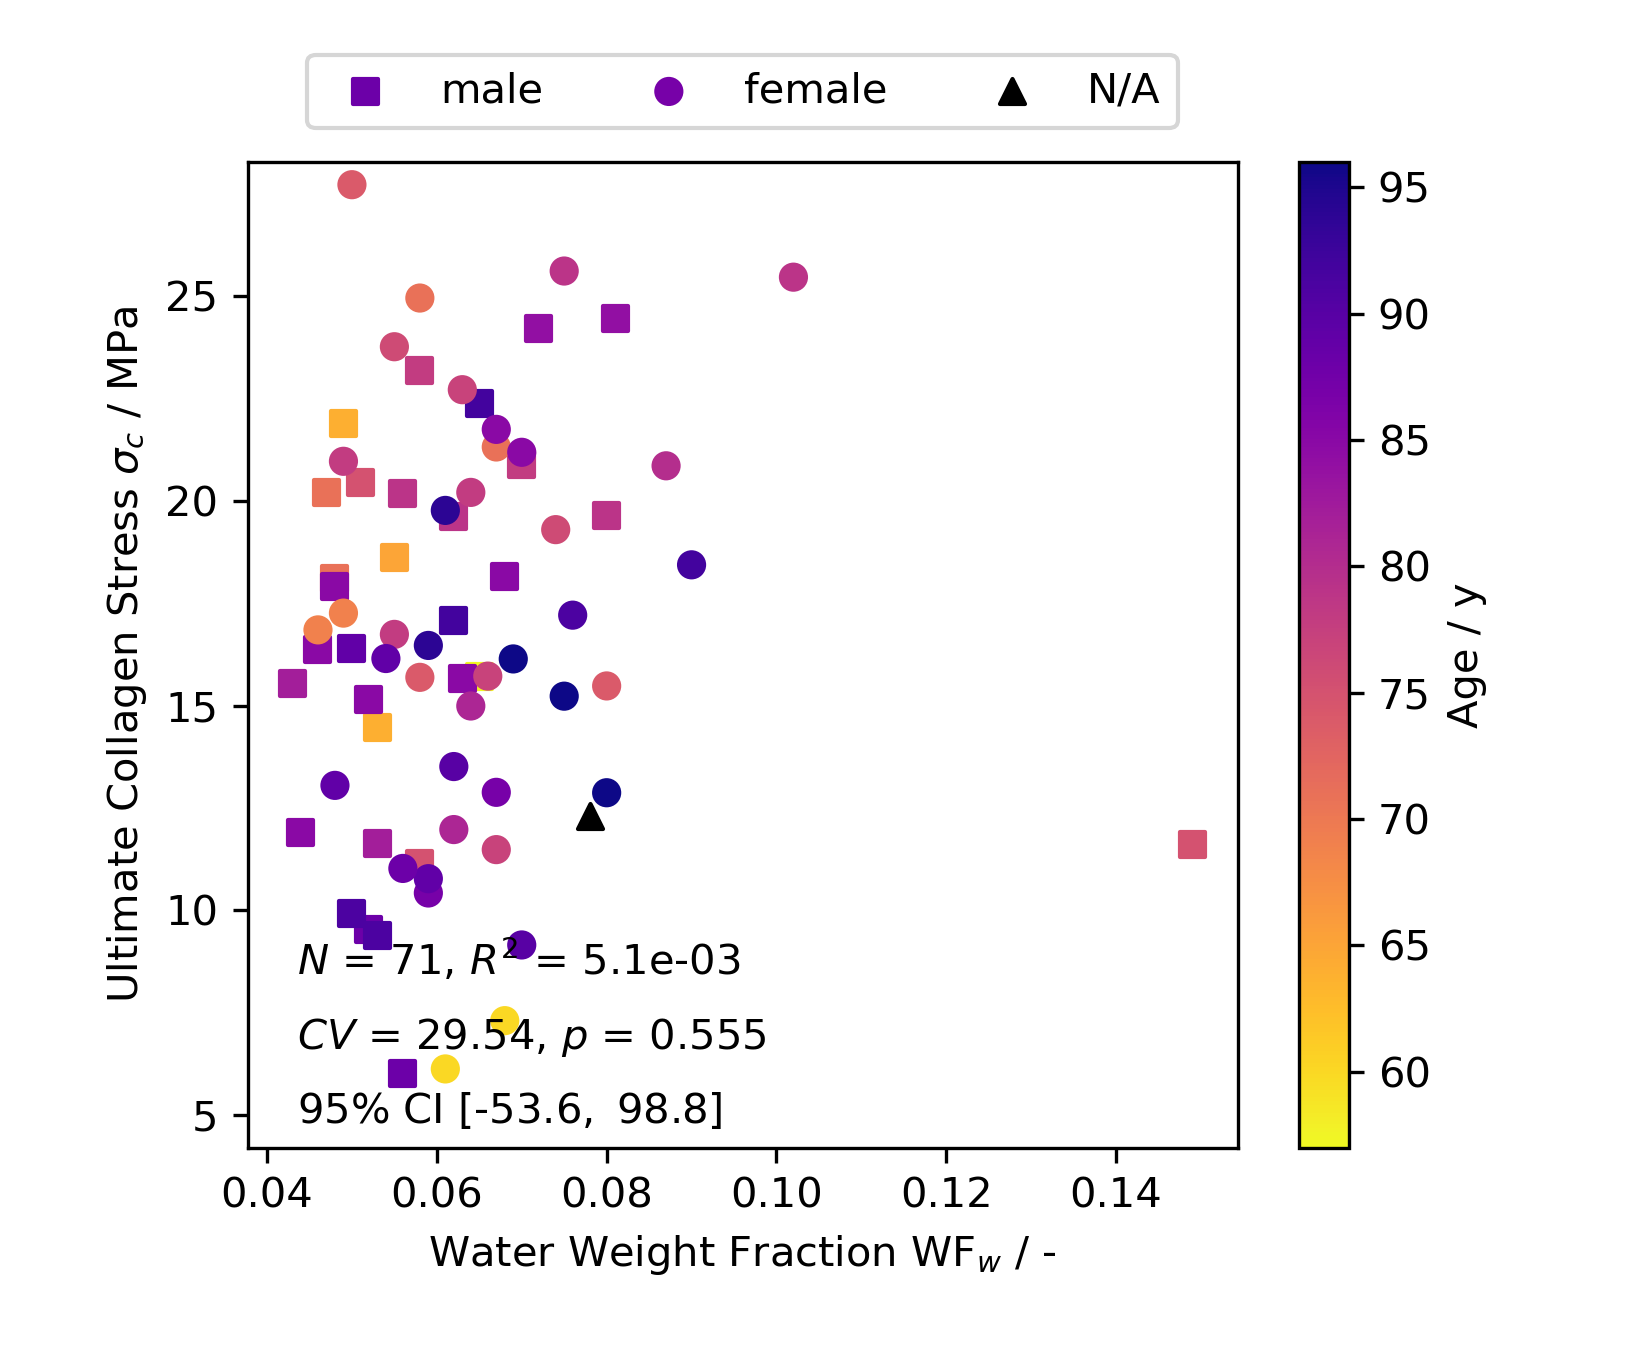 male female N/A
25
20
15
10
5
Ultimate Collagen Stress σc / MPa
N = 71, R² = 5.1e-03
CV = 29.54, p = 0.555
95% CI [-53.6, 98.8]
0.04 0.06 0.08 0.10 0.12 0.14
Water Weight Fraction WFw / -
95
90
85
80
75
70
65
60
Age / y